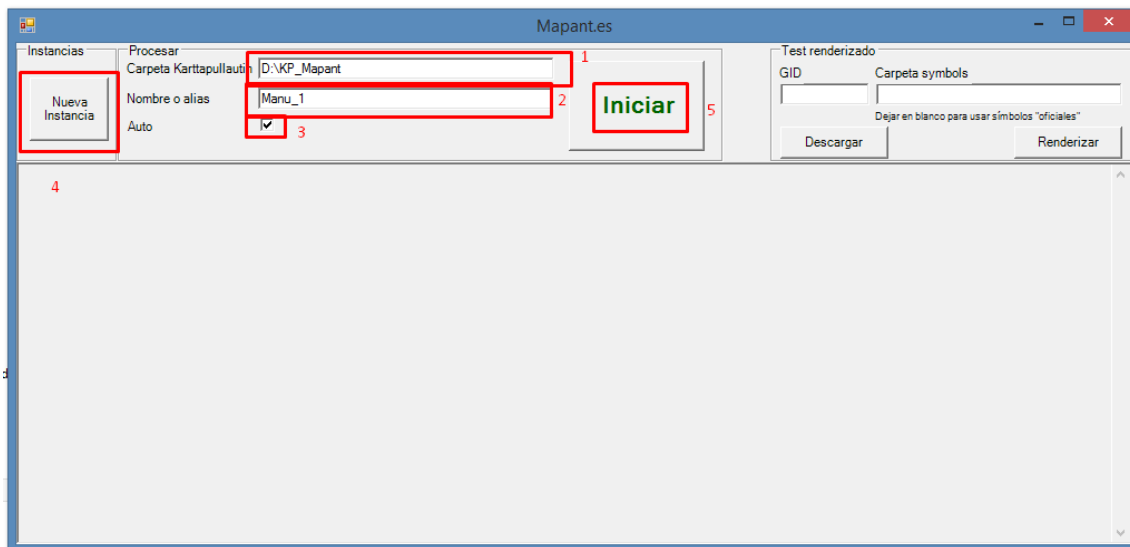 Mapant.es
Instancias
Procesar
Test renderizado
Carpeta Karttapullautin
D:\KP_Mapant
1
GID
Carpeta symbols
Nueva
Instancia
Nombre o alias
Manu_1
2
Iniciar
5
Dejar en blanco para usar símbolos "oficiales"
Auto
3
Descargar
Renderizar
4
d